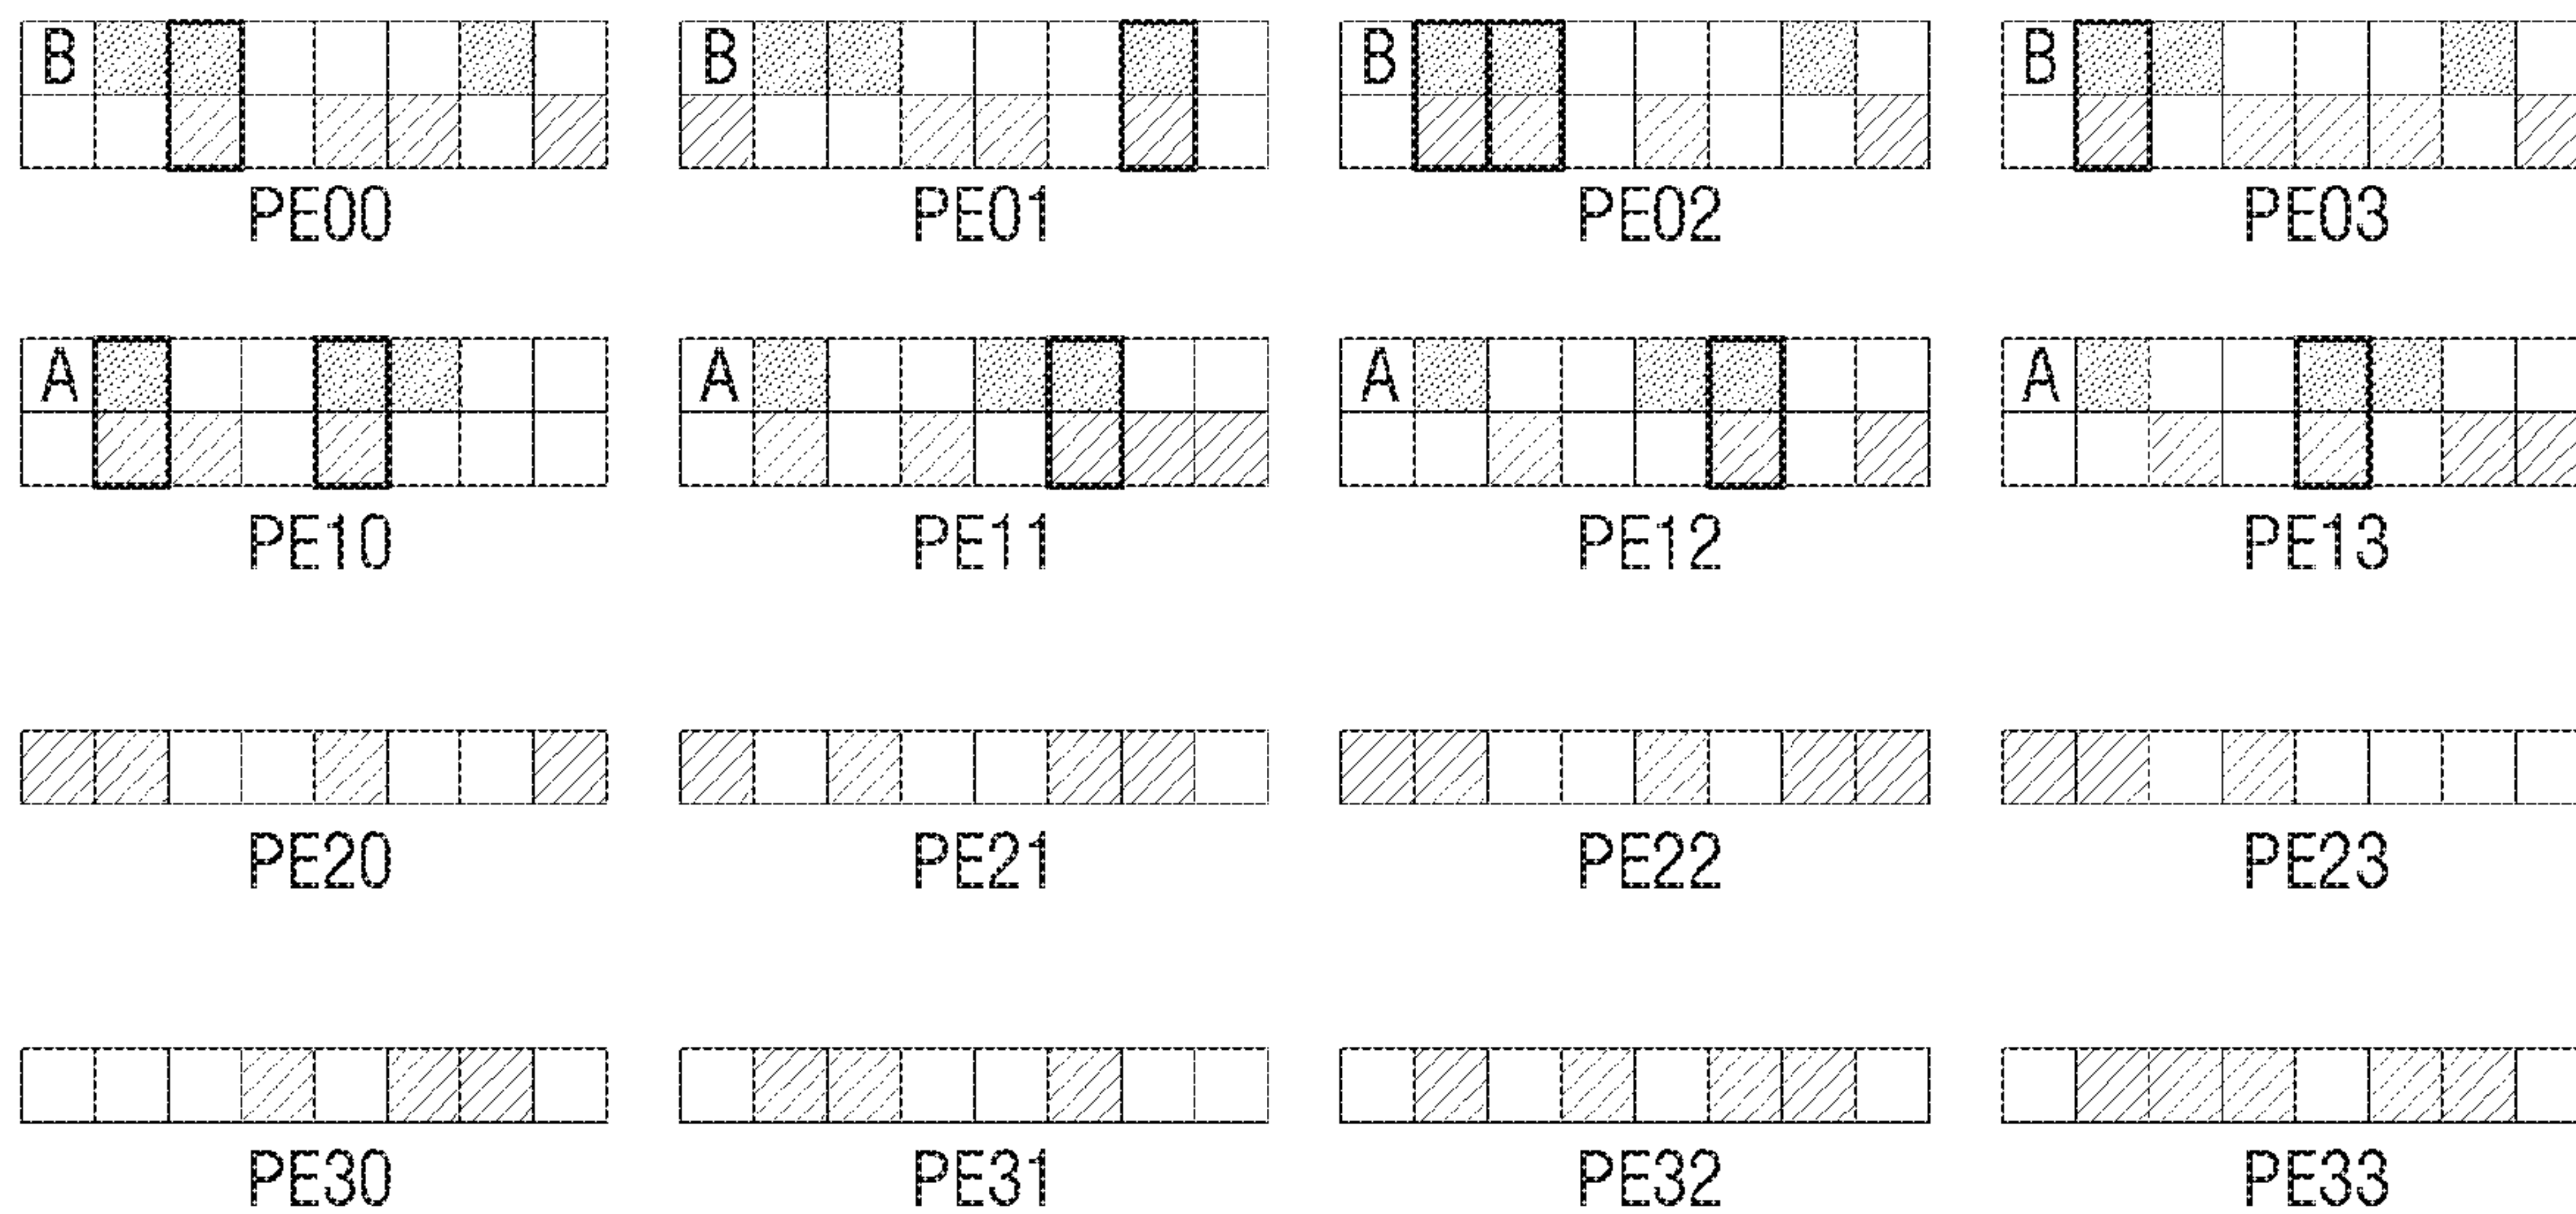 B B B B
PE00 PE01 PE02 PE03
A A A A
PE10 PE11 PE12 PE13
PE20 PE21 PE22 PE23
PE30 PE31 PE32 PE33